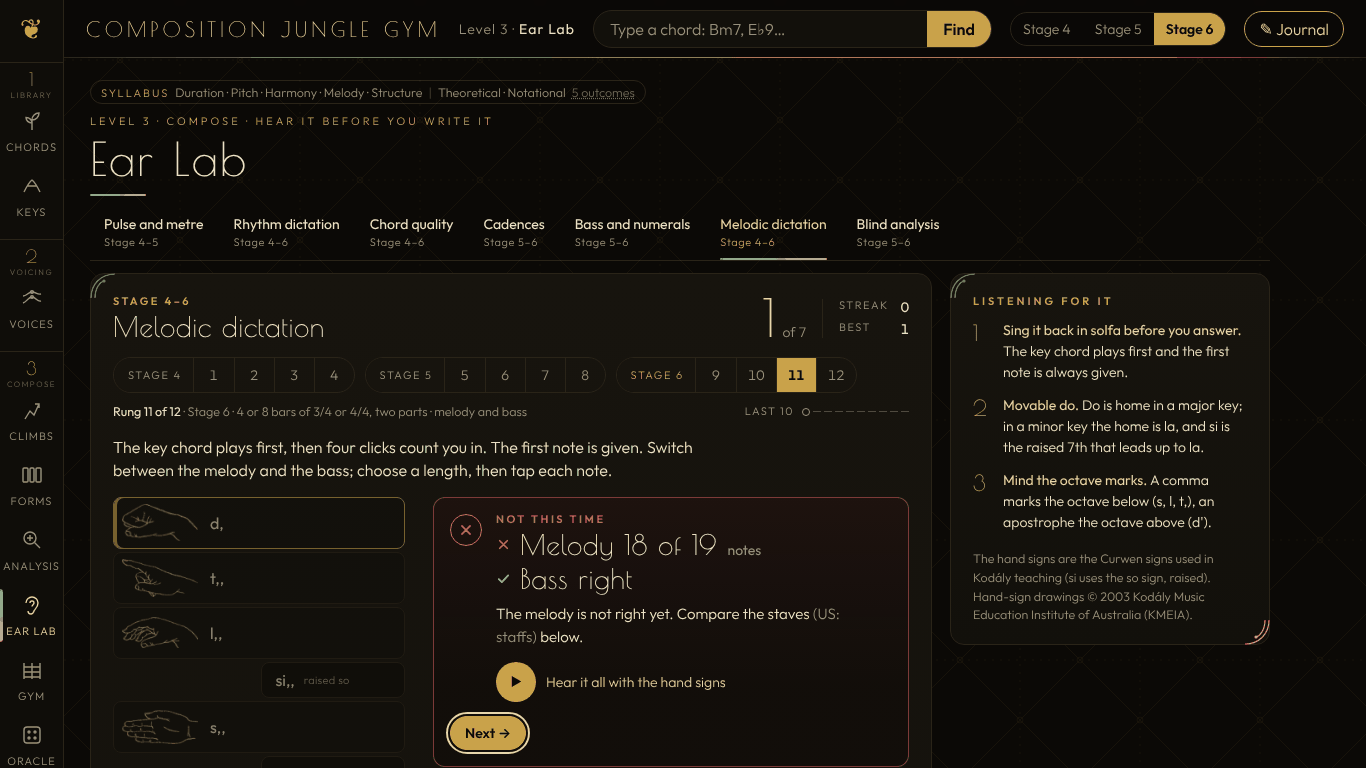 COMPOSITION JUNGLE GYM
Level 3 · Ear Lab
Type a chord: Bm7, E♭9…
Find
Stage 4
Stage 5
Stage 6
✎ Journal
1
LIBRARY
CHORDS
KEYS
2
VOICING
VOICES
3
COMPOSE
CLIMBS
FORMS
ANALYSIS
EAR LAB
GYM
ORACLE
SYLLABUS Duration · Pitch · Harmony · Melody · Structure | Theoretical · Notational 5 outcomes
LEVEL 3 · COMPOSE · HEAR IT BEFORE YOU WRITE IT
Ear Lab
Pulse and metre
Stage 4–5
Rhythm dictation
Stage 4–6
Chord quality
Stage 4–6
Cadences
Stage 5–6
Bass and numerals
Stage 5–6
Melodic dictation
Stage 4–6
Blind analysis
Stage 5–6
STAGE 4–6
Melodic dictation
1 of 7
STREAK 0
BEST 1
STAGE 4 1 2 3 4
STAGE 5 5 6 7 8
STAGE 6 9 10 11 12
Rung 11 of 12 · Stage 6 · 4 or 8 bars of 3/4 or 4/4, two parts · melody and bass
LAST 10
The key chord plays first, then four clicks count you in. The first note is given. Switch
between the melody and the bass; choose a length, then tap each note.
d,
t,,
l,,
si,, raised so
s,,
NOT THIS TIME
✕ Melody 18 of 19 notes
✓ Bass right
The melody is not right yet. Compare the staves (US:
staffs) below.
Hear it all with the hand signs
Next →
LISTENING FOR IT
1
Sing it back in solfa before you answer.
The key chord plays first and the first
note is always given.
2
Movable do. Do is home in a major key;
in a minor key the home is la, and si is
the raised 7th that leads up to la.
3
Mind the octave marks. A comma
marks the octave below (s, l, t,), an
apostrophe the octave above (d’).
The hand signs are the Curwen signs used in
Kodály teaching (si uses the so sign, raised).
Hand-sign drawings © 2003 Kodály Music
Education Institute of Australia (KMEIA).